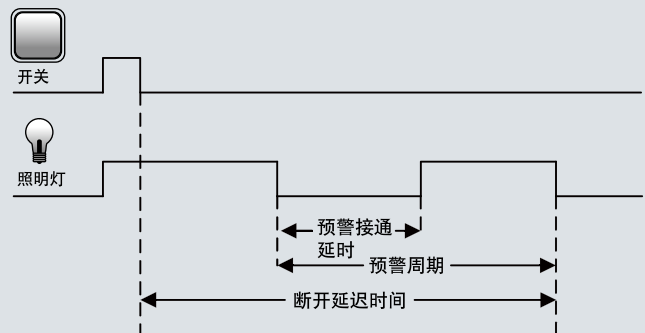 开关
照明灯
预警接通
延时
预警周期
断开延迟时间